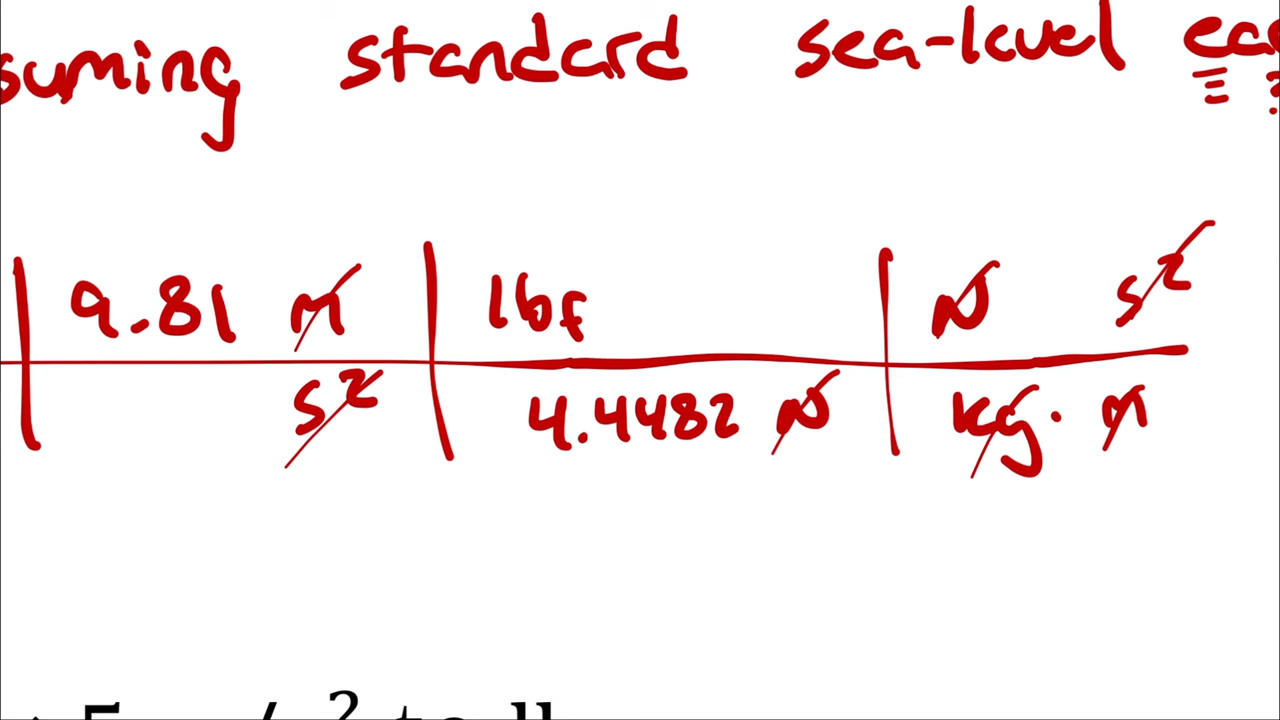 suming standard sea-level
9.81 m lbf N s²
s² 4.4482 N kg · m